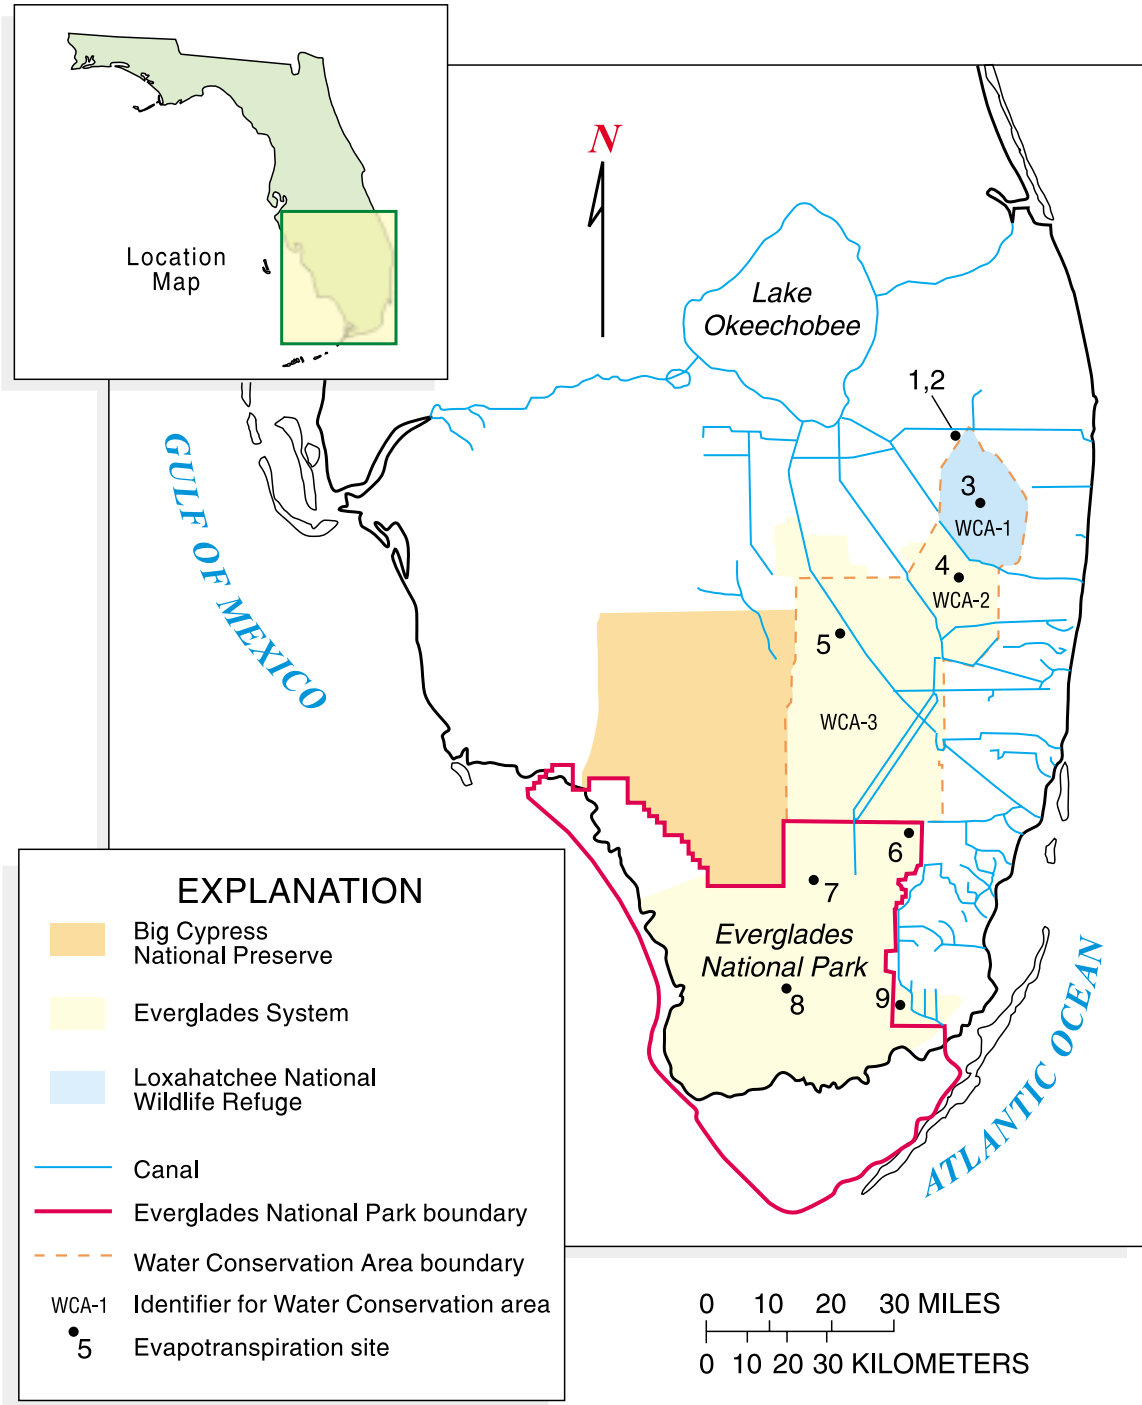 Location
Map
N
Lake
Okeechobee
1,2
3
WCA-1
4
WCA-2
5
WCA-3
GULF OF MEXICO
6
7
Everglades
National Park
8
9
ATLANTIC OCEAN
EXPLANATION
Big Cypress
National Preserve
Everglades System
Loxahatchee National
Wildlife Refuge
Canal
Everglades National Park boundary
Water Conservation Area boundary
WCA-1 Identifier for Water Conservation area
5 Evapotranspiration site
0 10 20 30 MILES
0 10 20 30 KILOMETERS